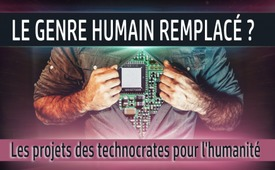 LE GENRE HUMAIN REMPLACÉ ?
Les projets des technocrates pour l'humanité